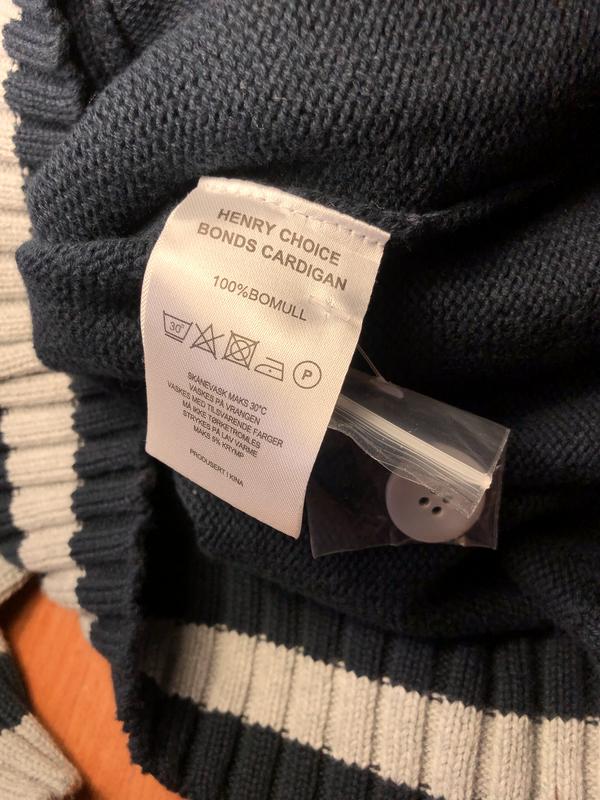 HENRY CHOICE
BONDS CARDIGAN
100%BOMULL
30° P
SKÅNEVASK MAKS 30°C
VASKES PÅ VRANGEN
VASKES MED TILSVARENDE FARGER
MÅ IKKE TØRKETROMLES
STRYKES PÅ LAV VARME
MAKS 5% KRYMP
PRODUSERT I KINA